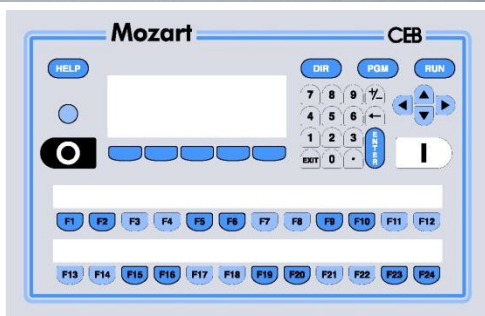 Mozart CEB
HELP DIR PGM RUN
7 8 9 +/-
4 5 6 ←
O 1 2 3 ENTER I
EXIT 0 .
F1 F2 F3 F4 F5 F6 F7 F8 F9 F10 F11 F12
F13 F14 F15 F16 F17 F18 F19 F20 F21 F22 F23 F24